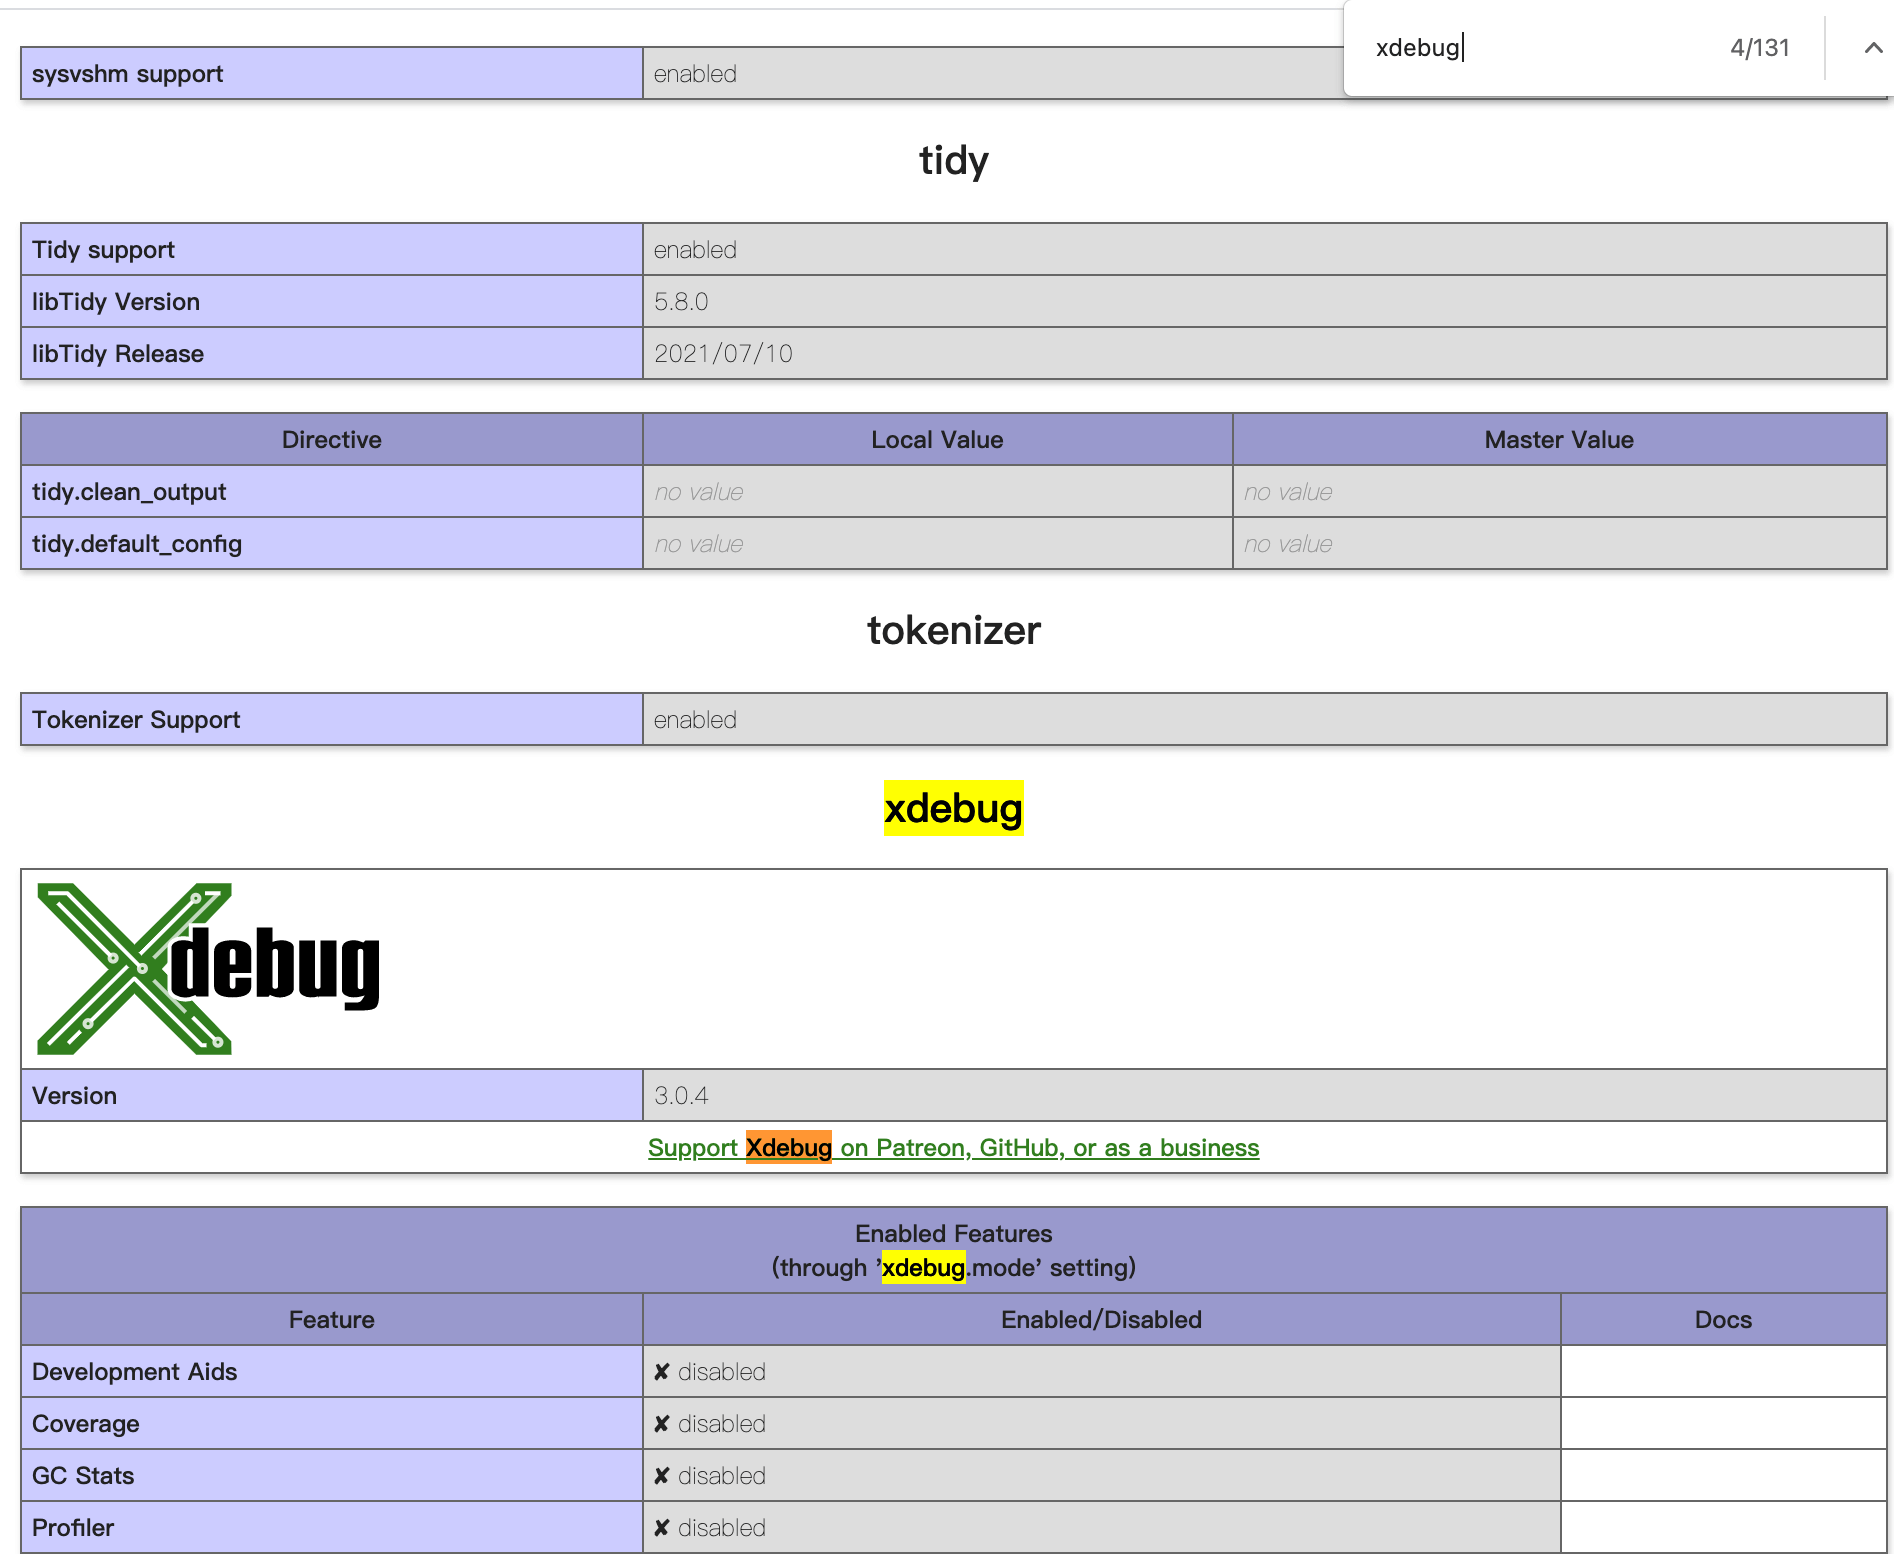 xdebug 4/131
sysvshm support enabled
tidy
Tidy support enabled
libTidy Version 5.8.0
libTidy Release 2021/07/10
Directive Local Value Master Value
tidy.clean_output no value no value
tidy.default_config no value no value
tokenizer
Tokenizer Support enabled
xdebug
Xdebug
Version 3.0.4
Support Xdebug on Patreon, GitHub, or as a business
Enabled Features
(through ’xdebug.mode’ setting)
Feature Enabled/Disabled Docs
Development Aids ✘ disabled
Coverage ✘ disabled
GC Stats ✘ disabled
Profiler ✘ disabled